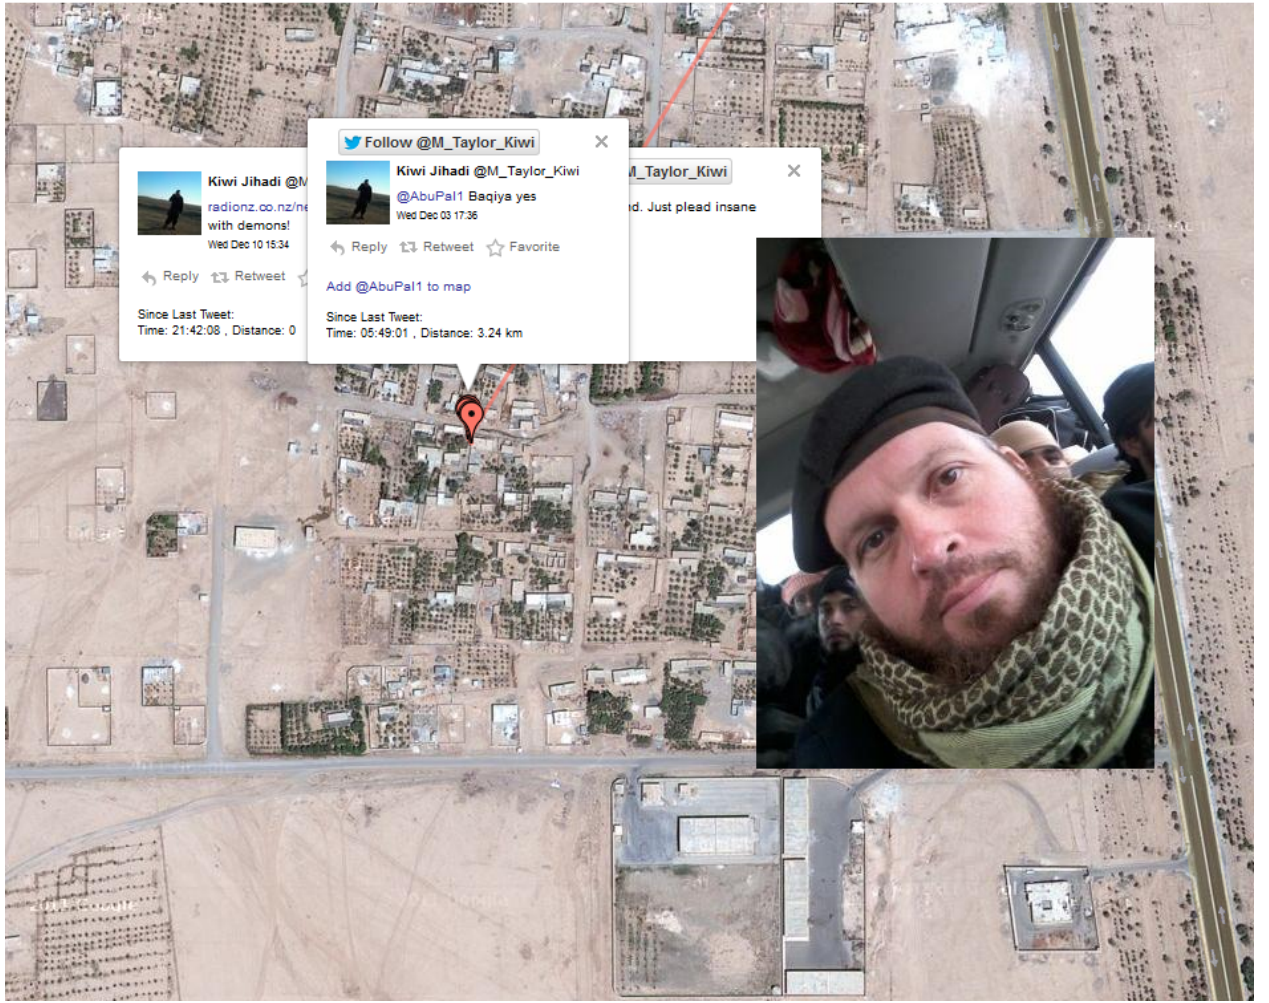 Follow @M_Taylor_Kiwi
Kiwi Jihadi @M_Taylor_Kiwi
@AbuPal1 Baqiya yes
Wed Dec 03 17:36
Reply Retweet Favorite
Add @AbuPal1 to map
Since Last Tweet:
Time: 05:49:01 , Distance: 3.24 km
Kiwi Jihadi @M
radionz.co.nz/ne
with demons!
Wed Dec 10 15:34
Reply Retweet
Since Last Tweet:
Time: 21:42:08 , Distance: 0
M_Taylor_Kiwi
nd. Just plead insane